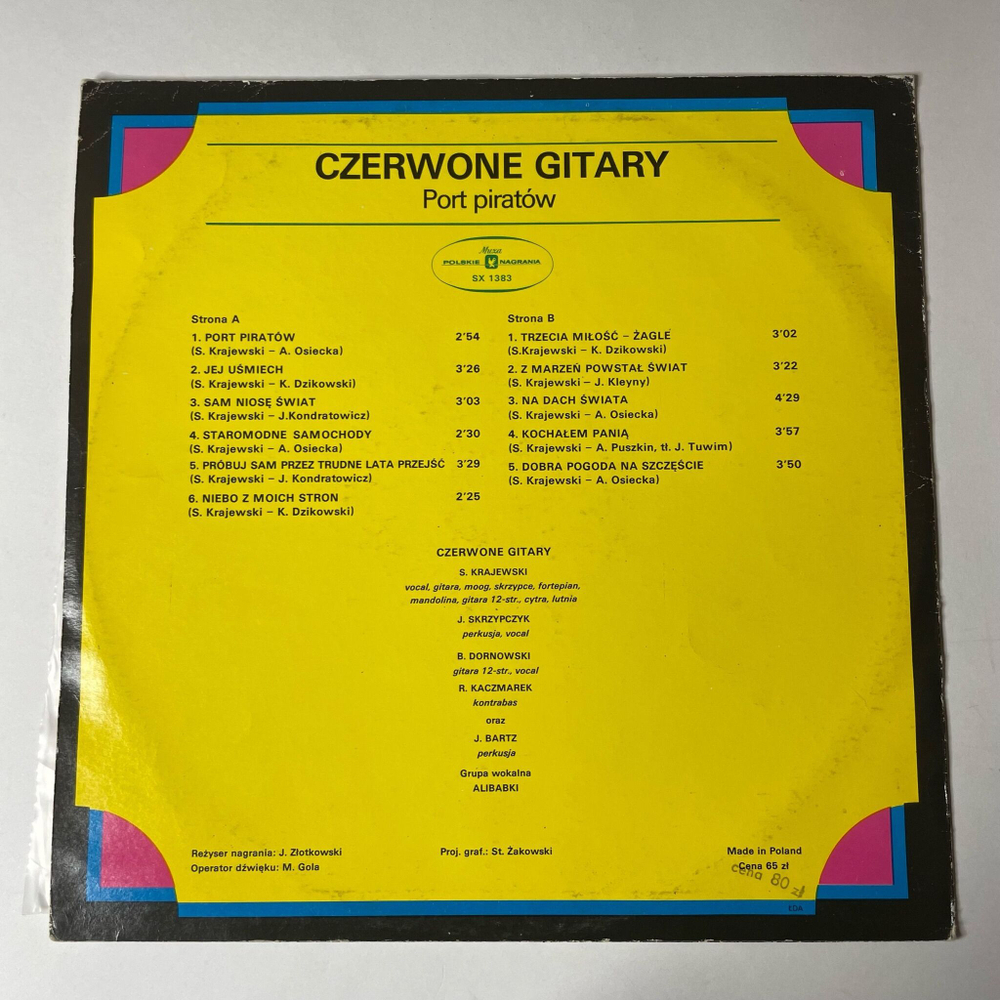 CZERWONE GITARY
Port piratów
Muza
POLSKIE NAGRANIA
SX 1383
Strona A
1. PORT PIRATÓW 2'54
(S. Krajewski – A. Osiecka)
2. JEJ UŚMIECH 3'26
(S. Krajewski – K. Dzikowski)
3. SAM NIOSĘ ŚWIAT 3'03
(S. Krajewski – J.Kondratowicz)
4. STAROMODNE SAMOCHODY 2'30
(S. Krajewski – A. Osiecka)
5. PRÓBUJ SAM PRZEZ TRUDNE LATA PRZEJŚĆ 3'29
(S. Krajewski – J. Kondratowicz)
6. NIEBO Z MOICH STRON 2'25
(S. Krajewski – K. Dzikowski)
Strona B
1. TRZECIA MIŁOŚĆ – ŻAGLE 3'02
(S.Krajewski – K. Dzikowski)
2. Z MARZEŃ POWSTAŁ ŚWIAT 3'22
(S. Krajewski – J. Kleyny)
3. NA DACH ŚWIATA 4'29
(S. Krajewski – A. Osiecka)
4. KOCHAŁEM PANIĄ 3'57
(S. Krajewski – A. Puszkin, tł. J. Tuwim)
5. DOBRA POGODA NA SZCZĘŚCIE 3'50
(S. Krajewski – A. Osiecka)
CZERWONE GITARY
S. KRAJEWSKI
vocal, gitara, moog, skrzypce, fortepian,
mandolina, gitara 12-str., cytra, lutnia
J. SKRZYPCZYK
perkusja, vocal
B. DORNOWSKI
gitara 12-str., vocal
R. KACZMAREK
kontrabas
oraz
J. BARTZ
perkusja
Grupa wokalna
ALIBABKI
Reżyser nagrania: J. Złotkowski
Operator dźwięku: M. Gola
Proj. graf.: St. Żakowski
Made in Poland
Cena 65 zł
cena 80 zł